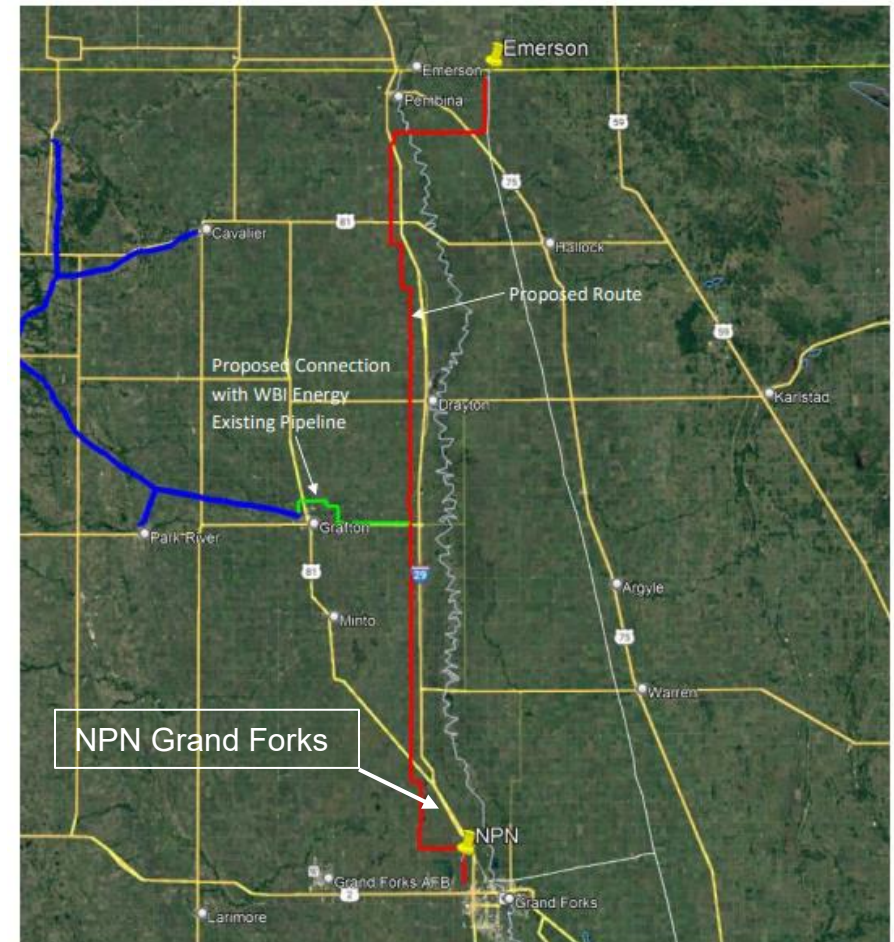 Emerson
Emerson
Pembina
59
75
81
Cavalier
Hallock
Proposed Route
59
Proposed Connection
with WBI Energy
Existing Pipeline
Karlstad
Drayton
Park River
Grafton
81
29
Argyle
Minto
75
Warren
NPN Grand Forks
NPN
Grand Forks AFB
2
Grand Forks
Larimore